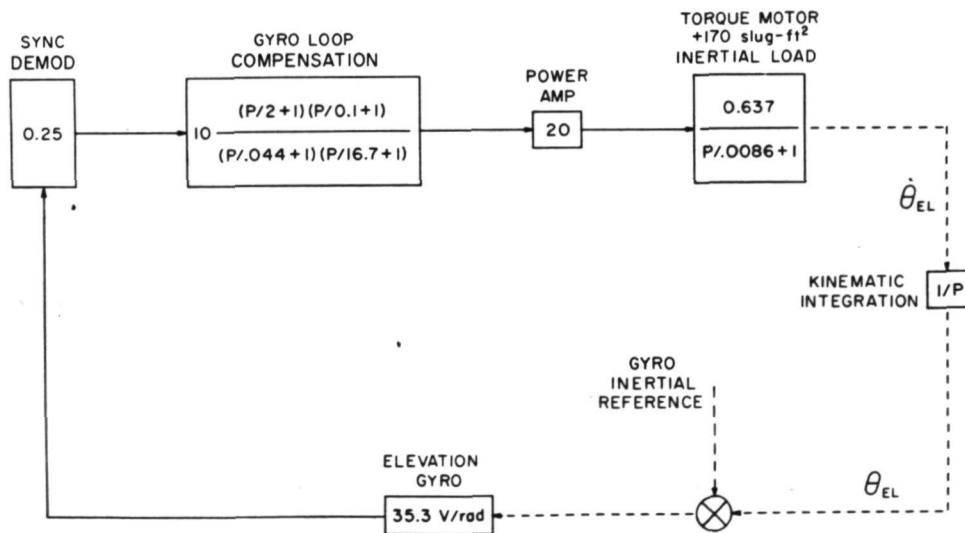 SYNC
DEMOD
0.25
GYRO LOOP
COMPENSATION
10 (P/2+1)(P/0.1+1)
(P/.044+1)(P/16.7+1)
POWER
AMP
20
TORQUE MOTOR
+170 slug-ft²
INERTIAL LOAD
0.637
P/.0086+1
θ̇EL
KINEMATIC
INTEGRATION
1/P
GYRO
INERTIAL
REFERENCE
θEL
ELEVATION
GYRO
35.3 V/rad